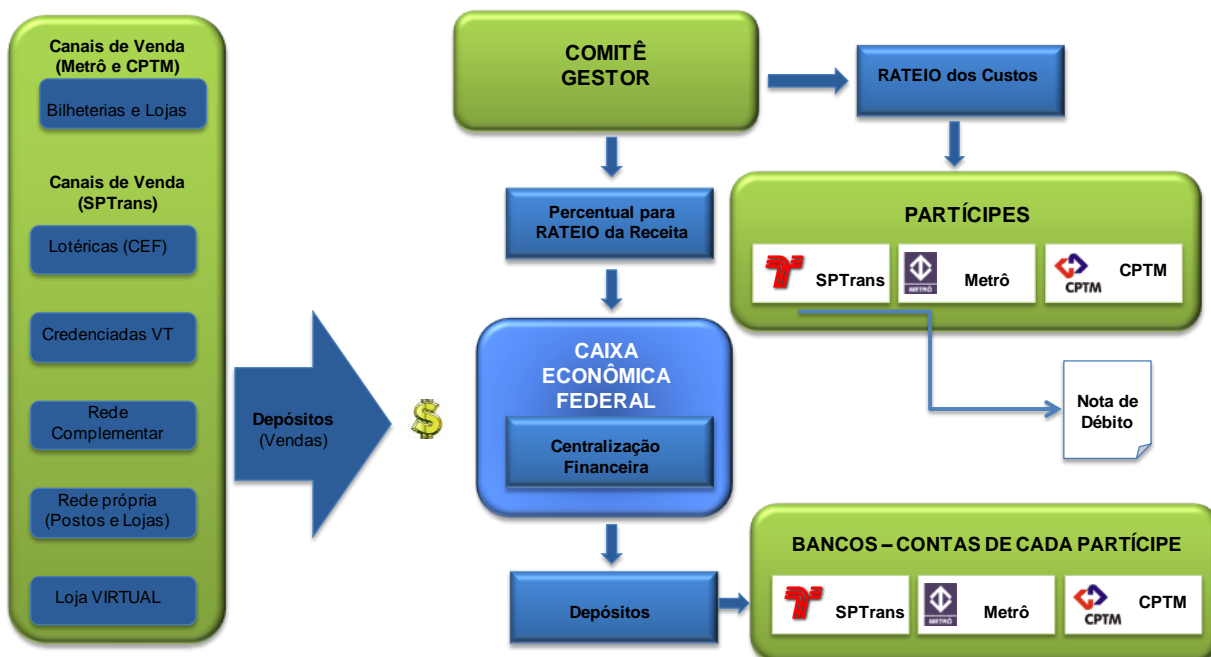 Canais de Venda
(Metrô e CPTM)
Bilheterias e Lojas
Canais de Venda
(SPTrans)
Lotéricas (CEF)
Credenciadas VT
Rede
Complementar
Rede própria
(Postos e Lojas)
Loja VIRTUAL
Depósitos
(Vendas)
$
COMITÊ
GESTOR
RATEIO dos Custos
Percentual para
RATEIO da Receita
PARTÍCIPES
SPTrans
METRÔ
Metrô
CPTM
CPTM
CAIXA
ECONÔMICA
FEDERAL
Centralização
Financeira
Nota de
Débito
Depósitos
BANCOS – CONTAS DE CADA PARTÍCIPE
SPTrans
METRÔ
Metrô
CPTM
CPTM